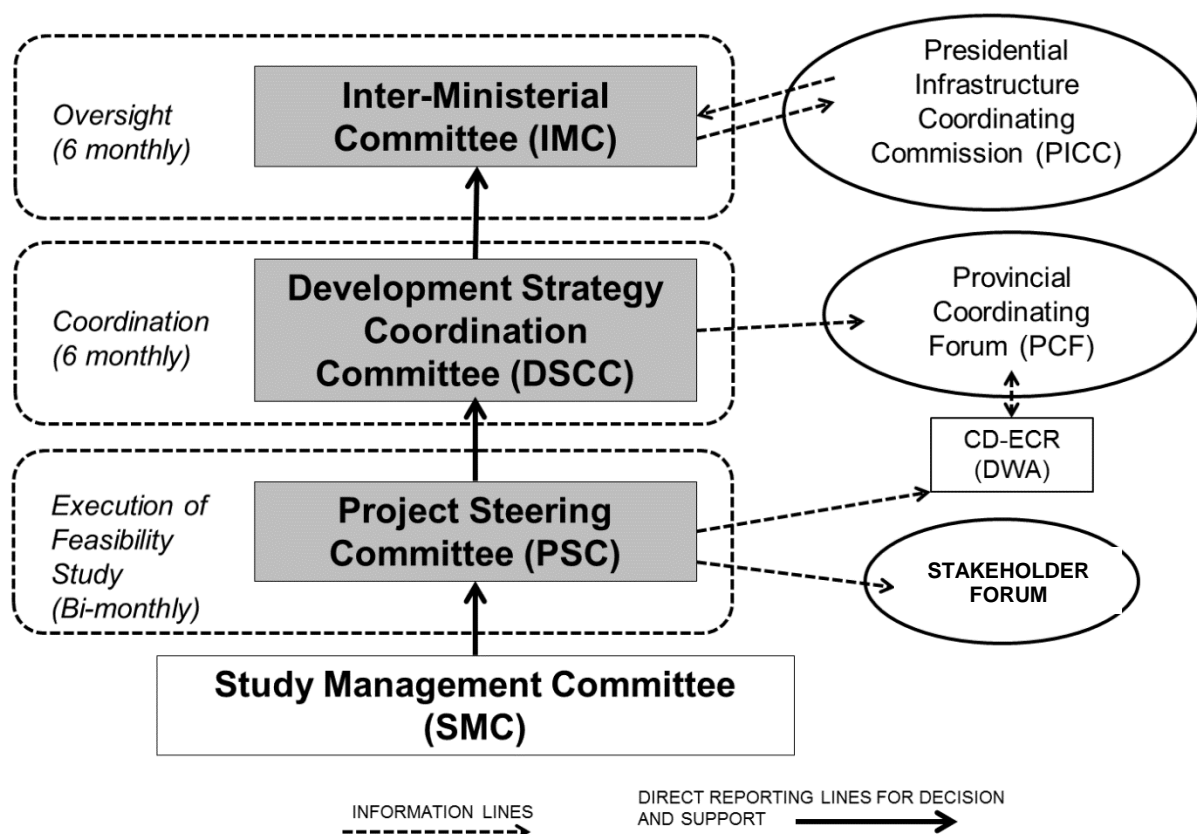 Oversight
(6 monthly)
Inter-Ministerial
Committee (IMC)
Presidential
Infrastructure
Coordinating
Commission (PICC)
Coordination
(6 monthly)
Development Strategy
Coordination
Committee (DSCC)
Provincial
Coordinating
Forum (PCF)
CD-ECR
(DWA)
Execution of
Feasibility
Study
(Bi-monthly)
Project Steering
Committee (PSC)
STAKEHOLDER
FORUM
Study Management Committee
(SMC)
INFORMATION LINES
DIRECT REPORTING LINES FOR DECISION
AND SUPPORT